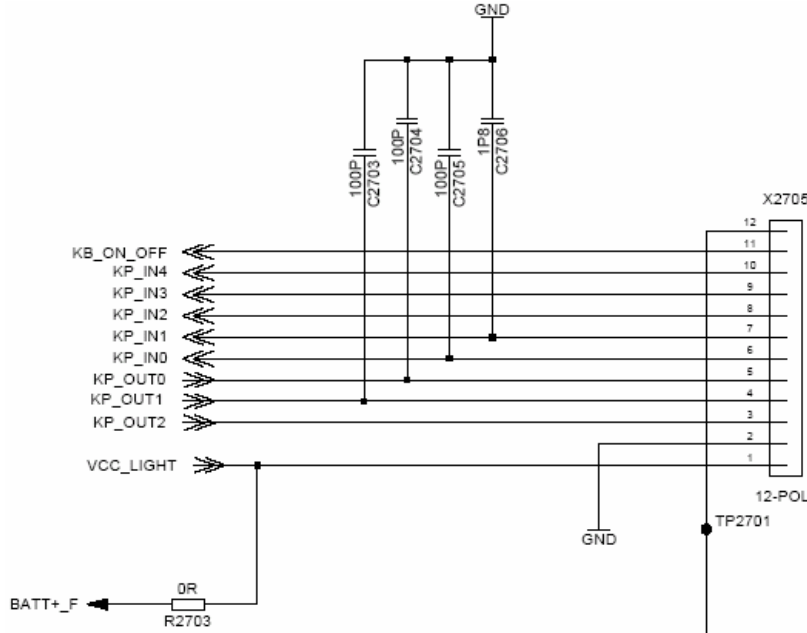 GND
100P
C2703
100P
C2704
100P
C2705
1P8
C2706
X2705
12
KB_ON_OFF
11
KP_IN4
10
KP_IN3
9
KP_IN2
8
KP_IN1
7
KP_IN0
6
KP_OUT0
5
KP_OUT1
4
KP_OUT2
3
2
VCC_LIGHT
1
12-POL
TP2701
GND
0R
BATT+_F
R2703